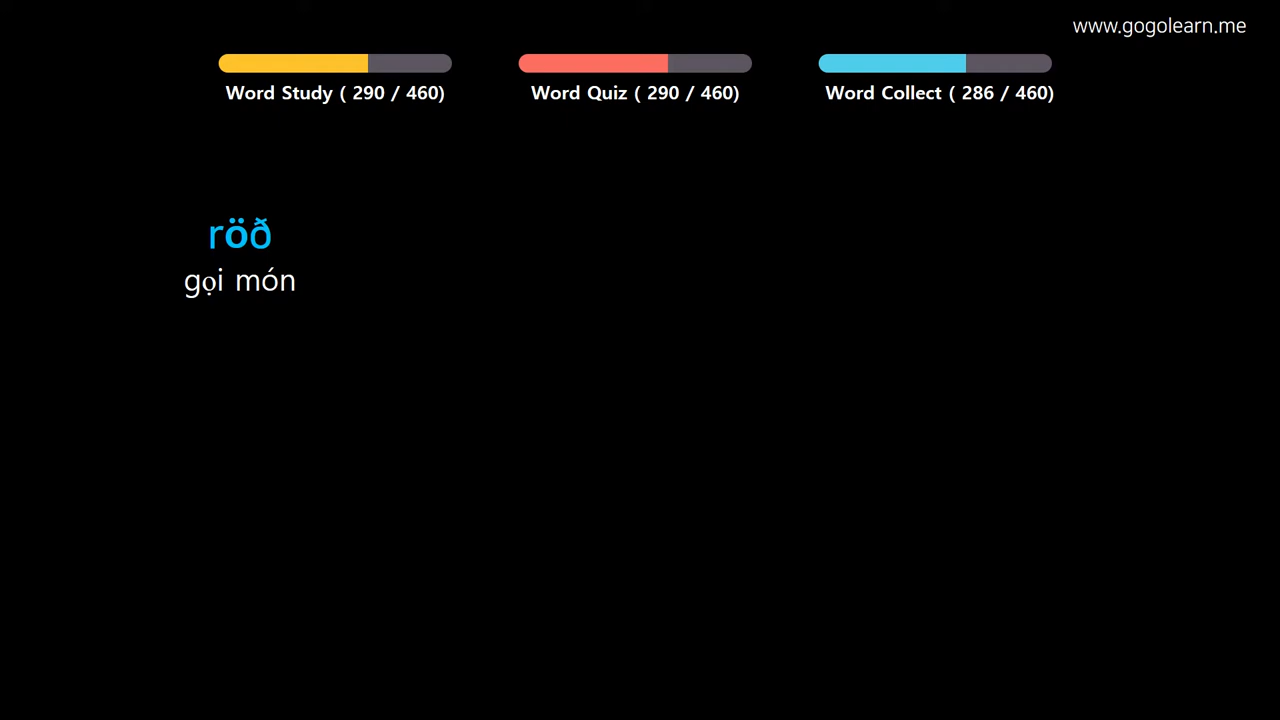 www.gogolearn.me
Word Study ( 290 / 460)
Word Quiz ( 290 / 460)
Word Collect ( 286 / 460)
röð
gọi món